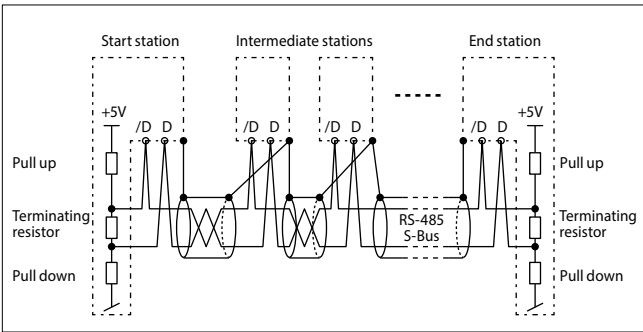 Start station
Intermediate stations
End station
+5V
/D D
/D D
/D D
/D D
+5V
Pull up
Pull up
Terminating
resistor
RS-485
S-Bus
Terminating
resistor
Pull down
Pull down